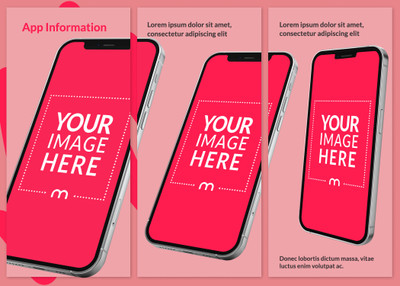 App Information
YOUR
IMAGE
HERE
m
Lorem ipsum dolor sit amet,
consectetur adipiscing elit
YOUR
IMAGE
HERE
m
Lorem ipsum dolor sit amet,
consectetur adipiscing elit
YOUR
IMAGE
HERE
m
Donec lobortis dictum massa, vitae
luctus enim volutpat ac.